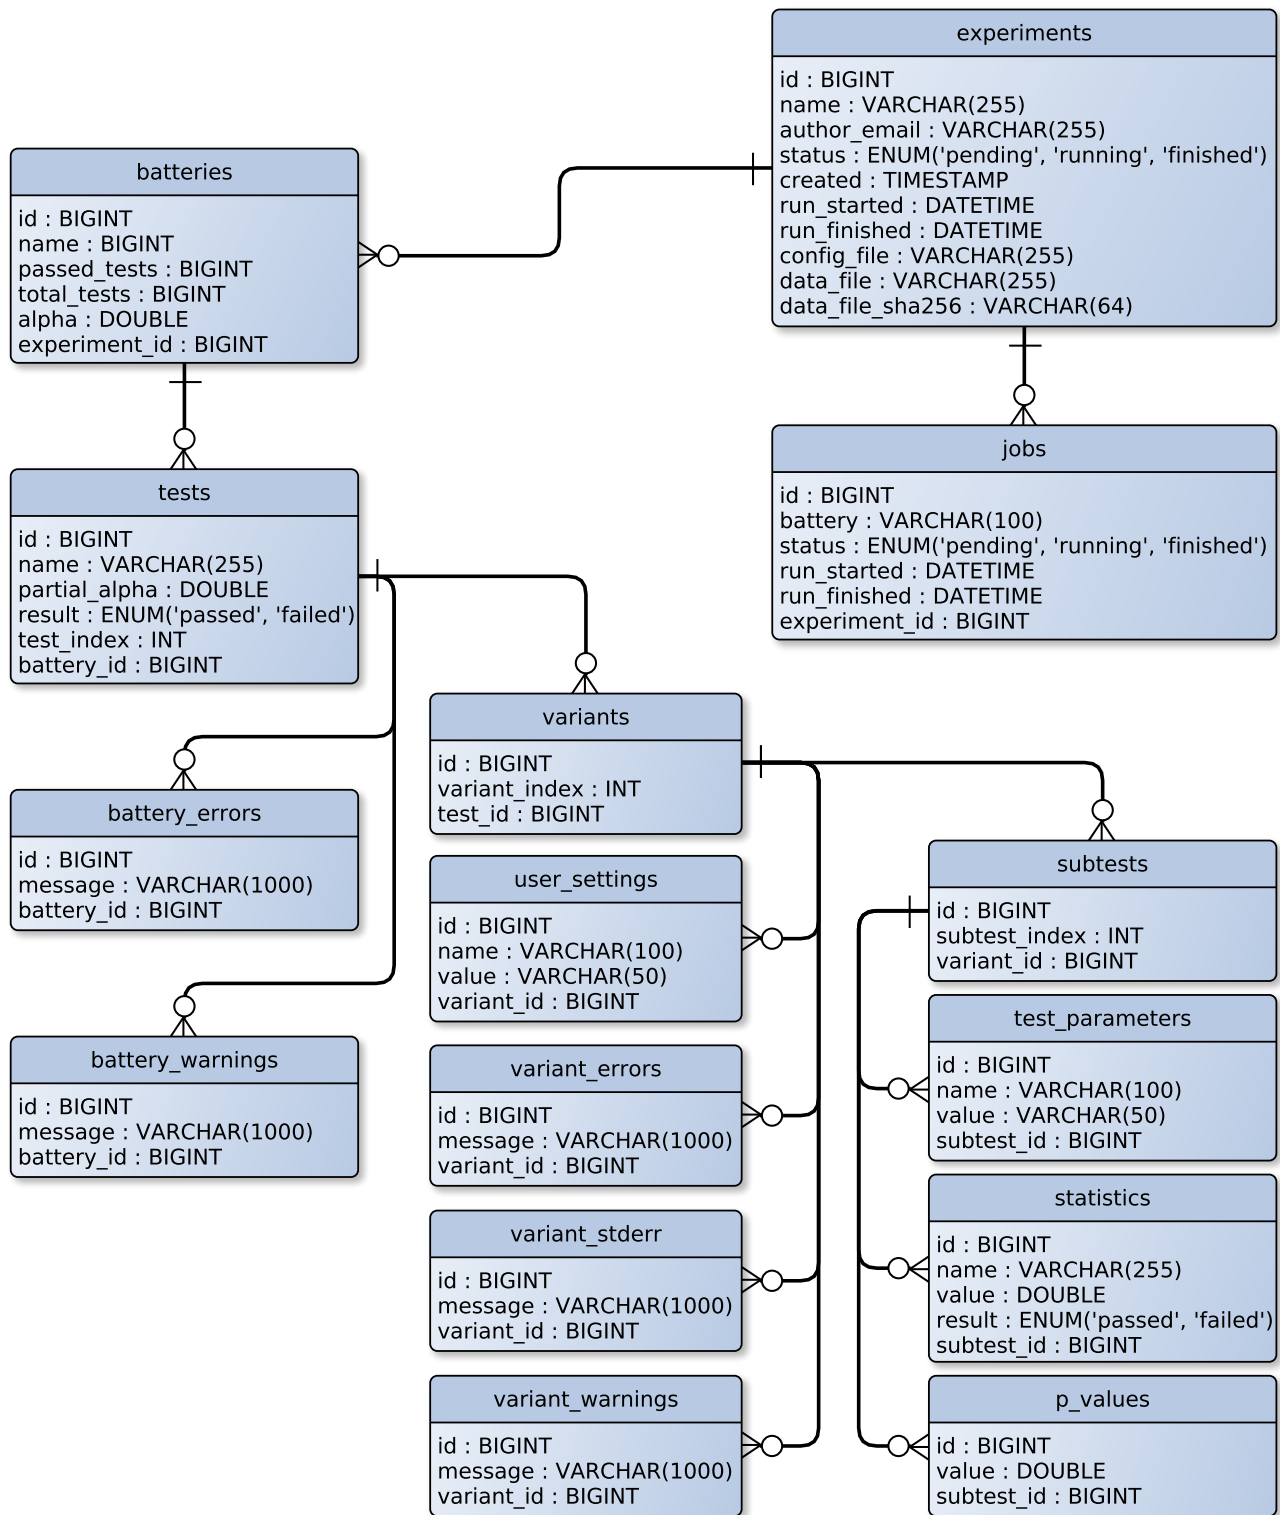 experiments
id : BIGINT
name : VARCHAR(255)
author_email : VARCHAR(255)
status : ENUM('pending', 'running', 'finished')
created : TIMESTAMP
run_started : DATETIME
run_finished : DATETIME
config_file : VARCHAR(255)
data_file : VARCHAR(255)
data_file_sha256 : VARCHAR(64)
batteries
id : BIGINT
name : BIGINT
passed_tests : BIGINT
total_tests : BIGINT
alpha : DOUBLE
experiment_id : BIGINT
jobs
id : BIGINT
battery : VARCHAR(100)
status : ENUM('pending', 'running', 'finished')
run_started : DATETIME
run_finished : DATETIME
experiment_id : BIGINT
tests
id : BIGINT
name : VARCHAR(255)
partial_alpha : DOUBLE
result : ENUM('passed', 'failed')
test_index : INT
battery_id : BIGINT
battery_errors
id : BIGINT
message : VARCHAR(1000)
battery_id : BIGINT
battery_warnings
id : BIGINT
message : VARCHAR(1000)
battery_id : BIGINT
variants
id : BIGINT
variant_index : INT
test_id : BIGINT
user_settings
id : BIGINT
name : VARCHAR(100)
value : VARCHAR(50)
variant_id : BIGINT
variant_errors
id : BIGINT
message : VARCHAR(1000)
variant_id : BIGINT
variant_stderr
id : BIGINT
message : VARCHAR(1000)
variant_id : BIGINT
variant_warnings
id : BIGINT
message : VARCHAR(1000)
variant_id : BIGINT
subtests
id : BIGINT
subtest_index : INT
variant_id : BIGINT
test_parameters
id : BIGINT
name : VARCHAR(100)
value : VARCHAR(50)
subtest_id : BIGINT
statistics
id : BIGINT
name : VARCHAR(255)
value : DOUBLE
result : ENUM('passed', 'failed')
subtest_id : BIGINT
p_values
id : BIGINT
value : DOUBLE
subtest_id : BIGINT